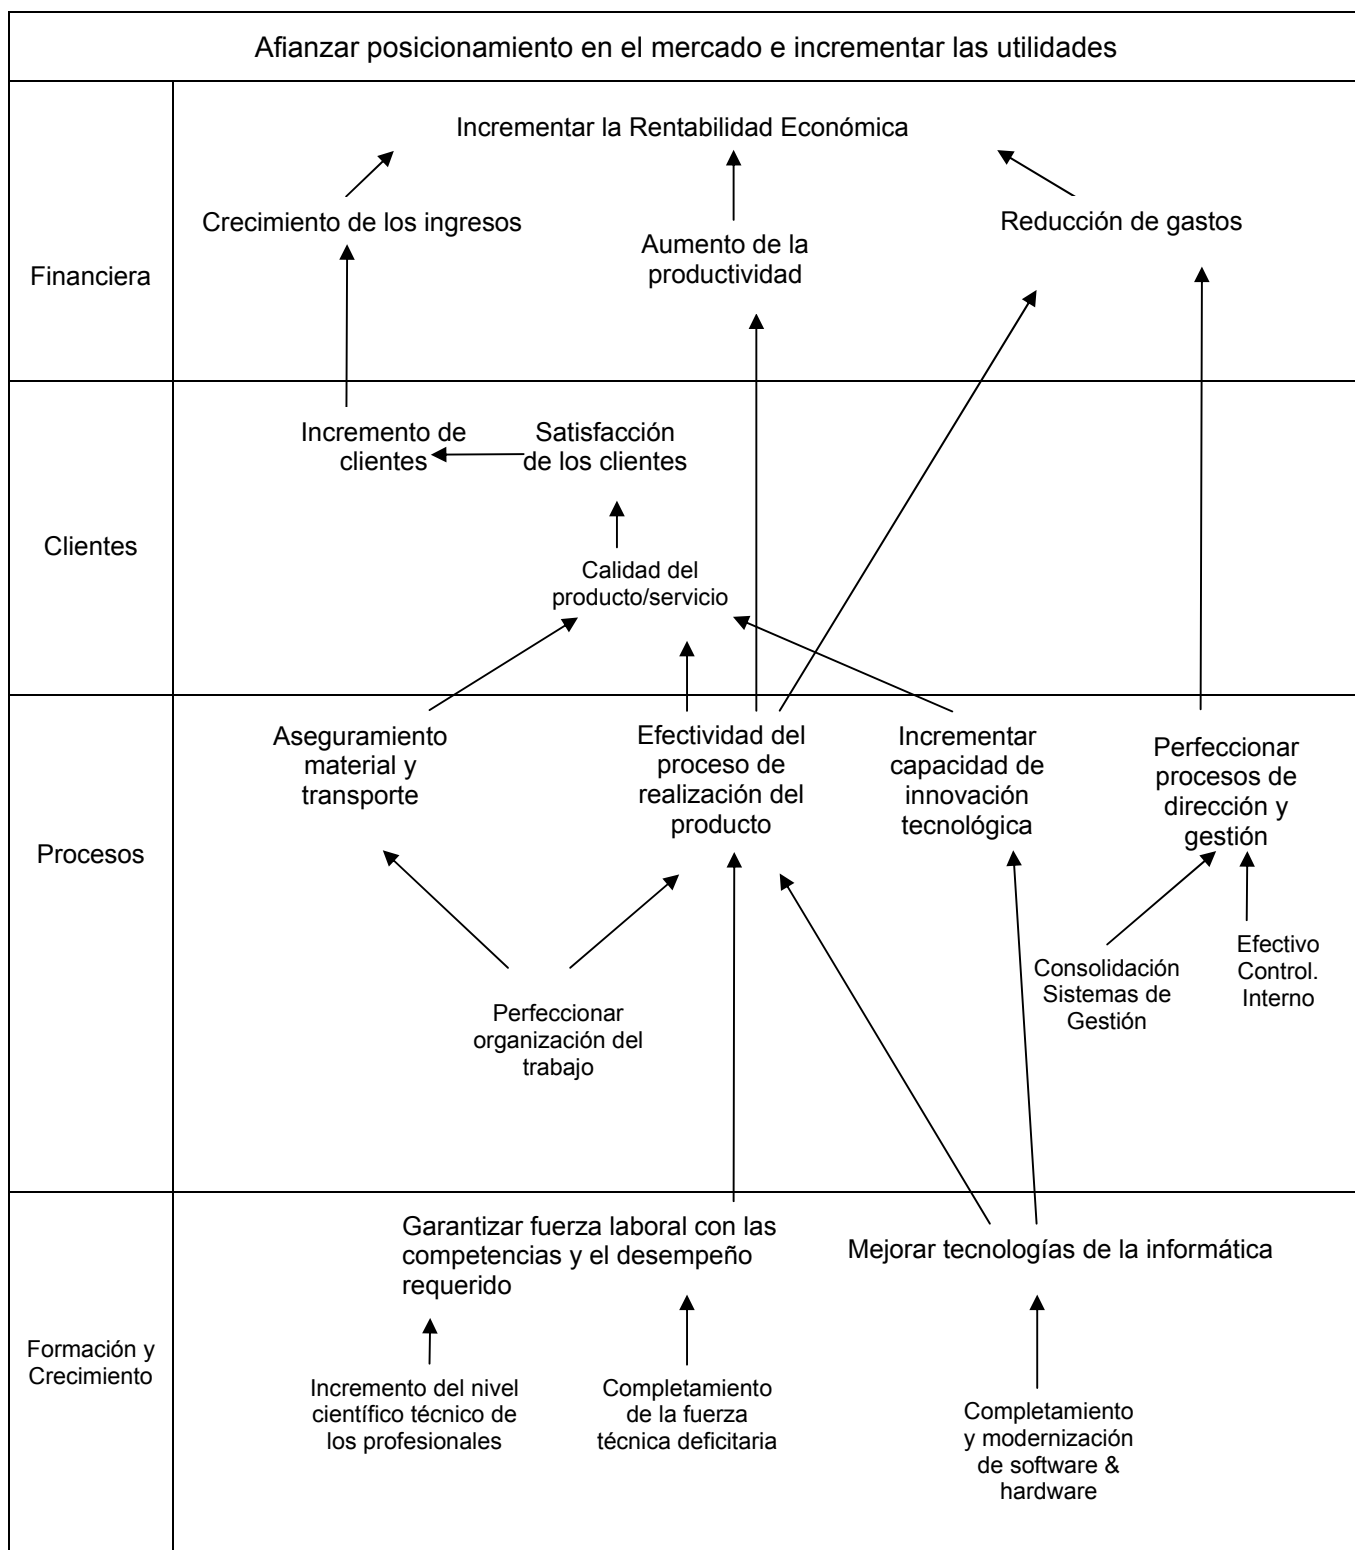 Afianzar posicionamiento en el mercado e incrementar las utilidades
Financiera
Incrementar la Rentabilidad Económica
Crecimiento de los ingresos
Aumento de la
productividad
Reducción de gastos
Clientes
Incremento de
clientes
Satisfacción
de los clientes
Calidad del
producto/servicio
Procesos
Aseguramiento
material y
transporte
Efectividad del
proceso de
realización del
producto
Incrementar
capacidad de
innovación
tecnológica
Perfeccionar
procesos de
dirección y
gestión
Perfeccionar
organización del
trabajo
Consolidación
Sistemas de
Gestión
Efectivo
Control.
Interno
Formación y
Crecimiento
Garantizar fuerza laboral con las
competencias y el desempeño
requerido
Mejorar tecnologías de la informática
Incremento del nivel
científico técnico de
los profesionales
Completamiento
de la fuerza
técnica deficitaria
Completamiento
y modernización
de software &
hardware